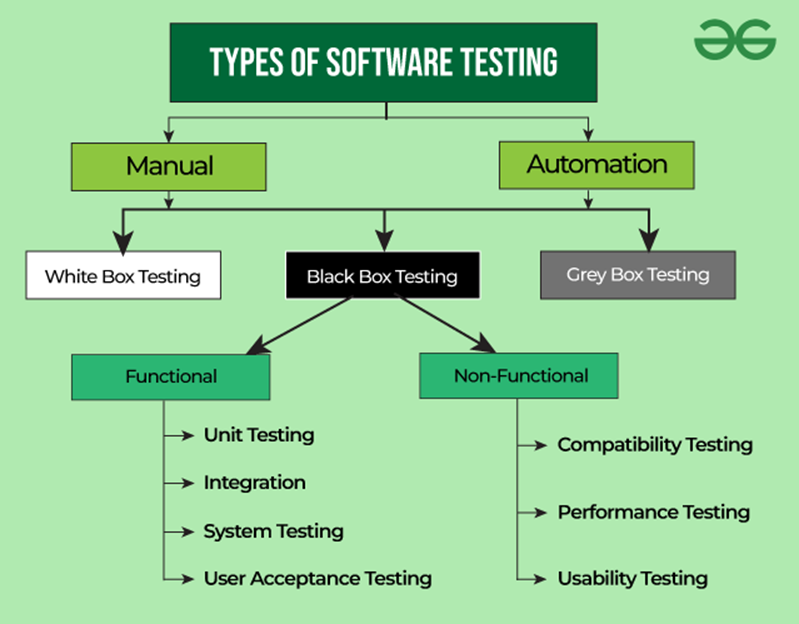 TYPES OF SOFTWARE TESTING
Manual
Automation
White Box Testing
Black Box Testing
Grey Box Testing
Functional
Non-Functional
Unit Testing
Integration
System Testing
User Acceptance Testing
Compatibility Testing
Performance Testing
Usability Testing